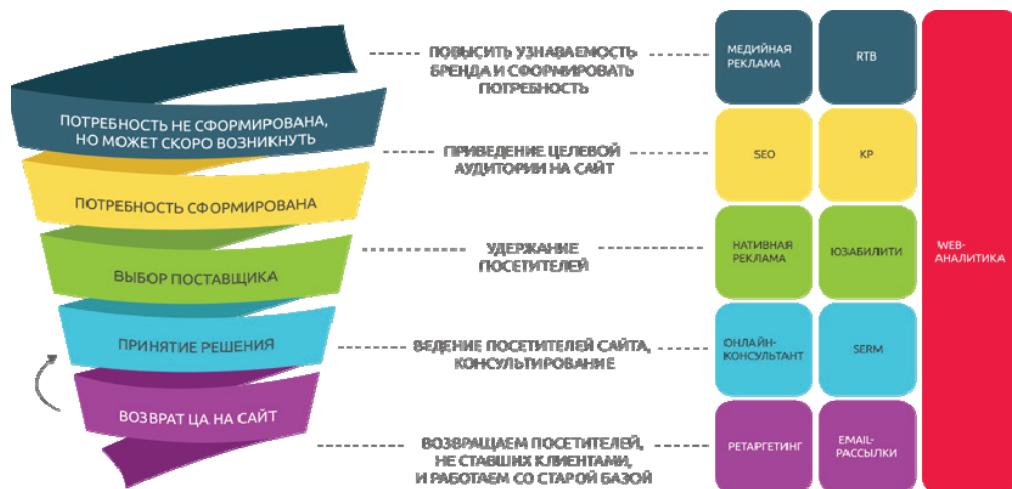 ПОТРЕБНОСТЬ НЕ СФОРМИРОВАНА,
НО МОЖЕТ СКОРО ВОЗНИКНУТЬ
ПОТРЕБНОСТЬ СФОРМИРОВАНА
ВЫБОР ПОСТАВЩИКА
ПРИНЯТИЕ РЕШЕНИЯ
ВОЗВРАТ ЦА НА САЙТ
ПОВЫСИТЬ УЗНАВАЕМОСТЬ
БРЕНДА И СФОРМИРОВАТЬ
ПОТРЕБНОСТЬ
ПРИВЕДЕНИЕ ЦЕЛЕВОЙ
АУДИТОРИИ НА САЙТ
УДЕРЖАНИЕ
ПОСЕТИТЕЛЕЙ
ВЕДЕНИЕ ПОСЕТИТЕЛЕЙ САЙТА,
КОНСУЛЬТИРОВАНИЕ
ВОЗВРАЩАЕМ ПОСЕТИТЕЛЕЙ,
НЕ СТАВШИХ КЛИЕНТАМИ,
И РАБОТАЕМ СО СТАРОЙ БАЗОЙ
МЕДИЙНАЯ
РЕКЛАМА
RTB
SEO
КР
НАТИВНАЯ
РЕКЛАМА
ЮЗАБИЛИТИ
ОНЛАЙН-
КОНСУЛЬТАНТ
SERM
РЕТАРГЕТИНГ
EMAIL-
РАССЫЛКИ
WEB-
АНАЛИТИКА